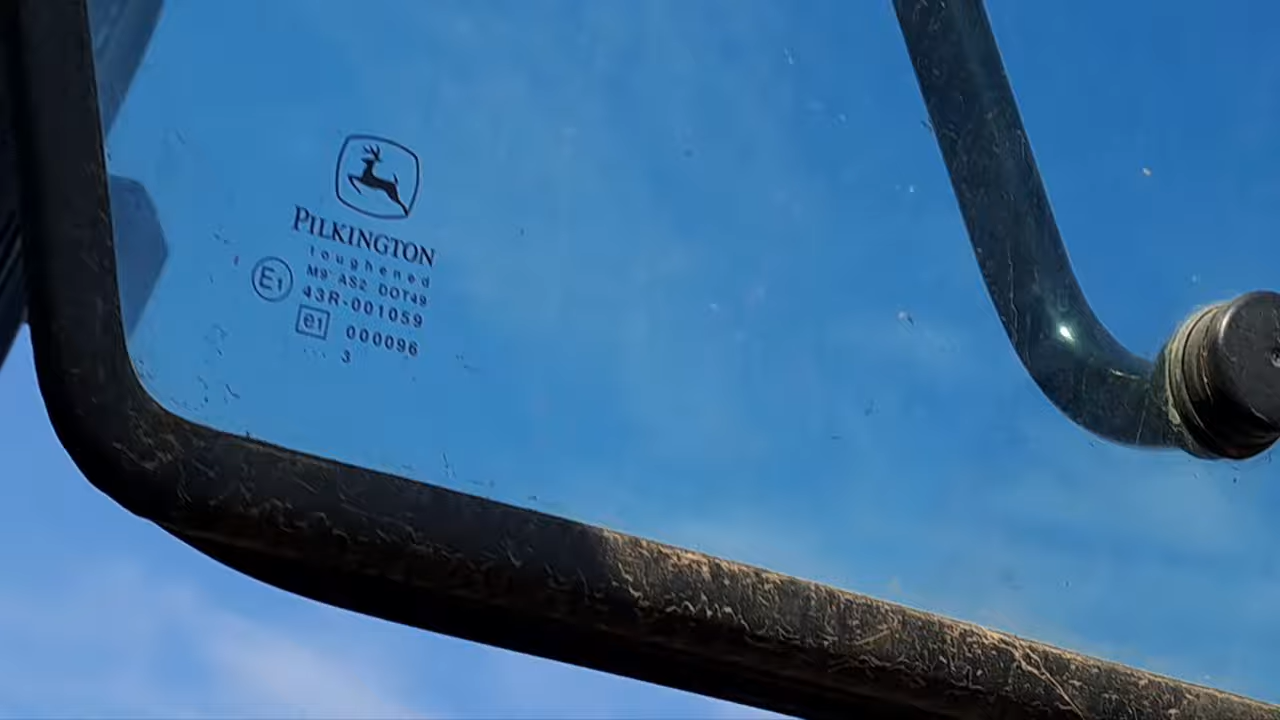 PILKINGTON
toughened
M9 AS2 DOT49
E1 43R-001059
e1 000096
3